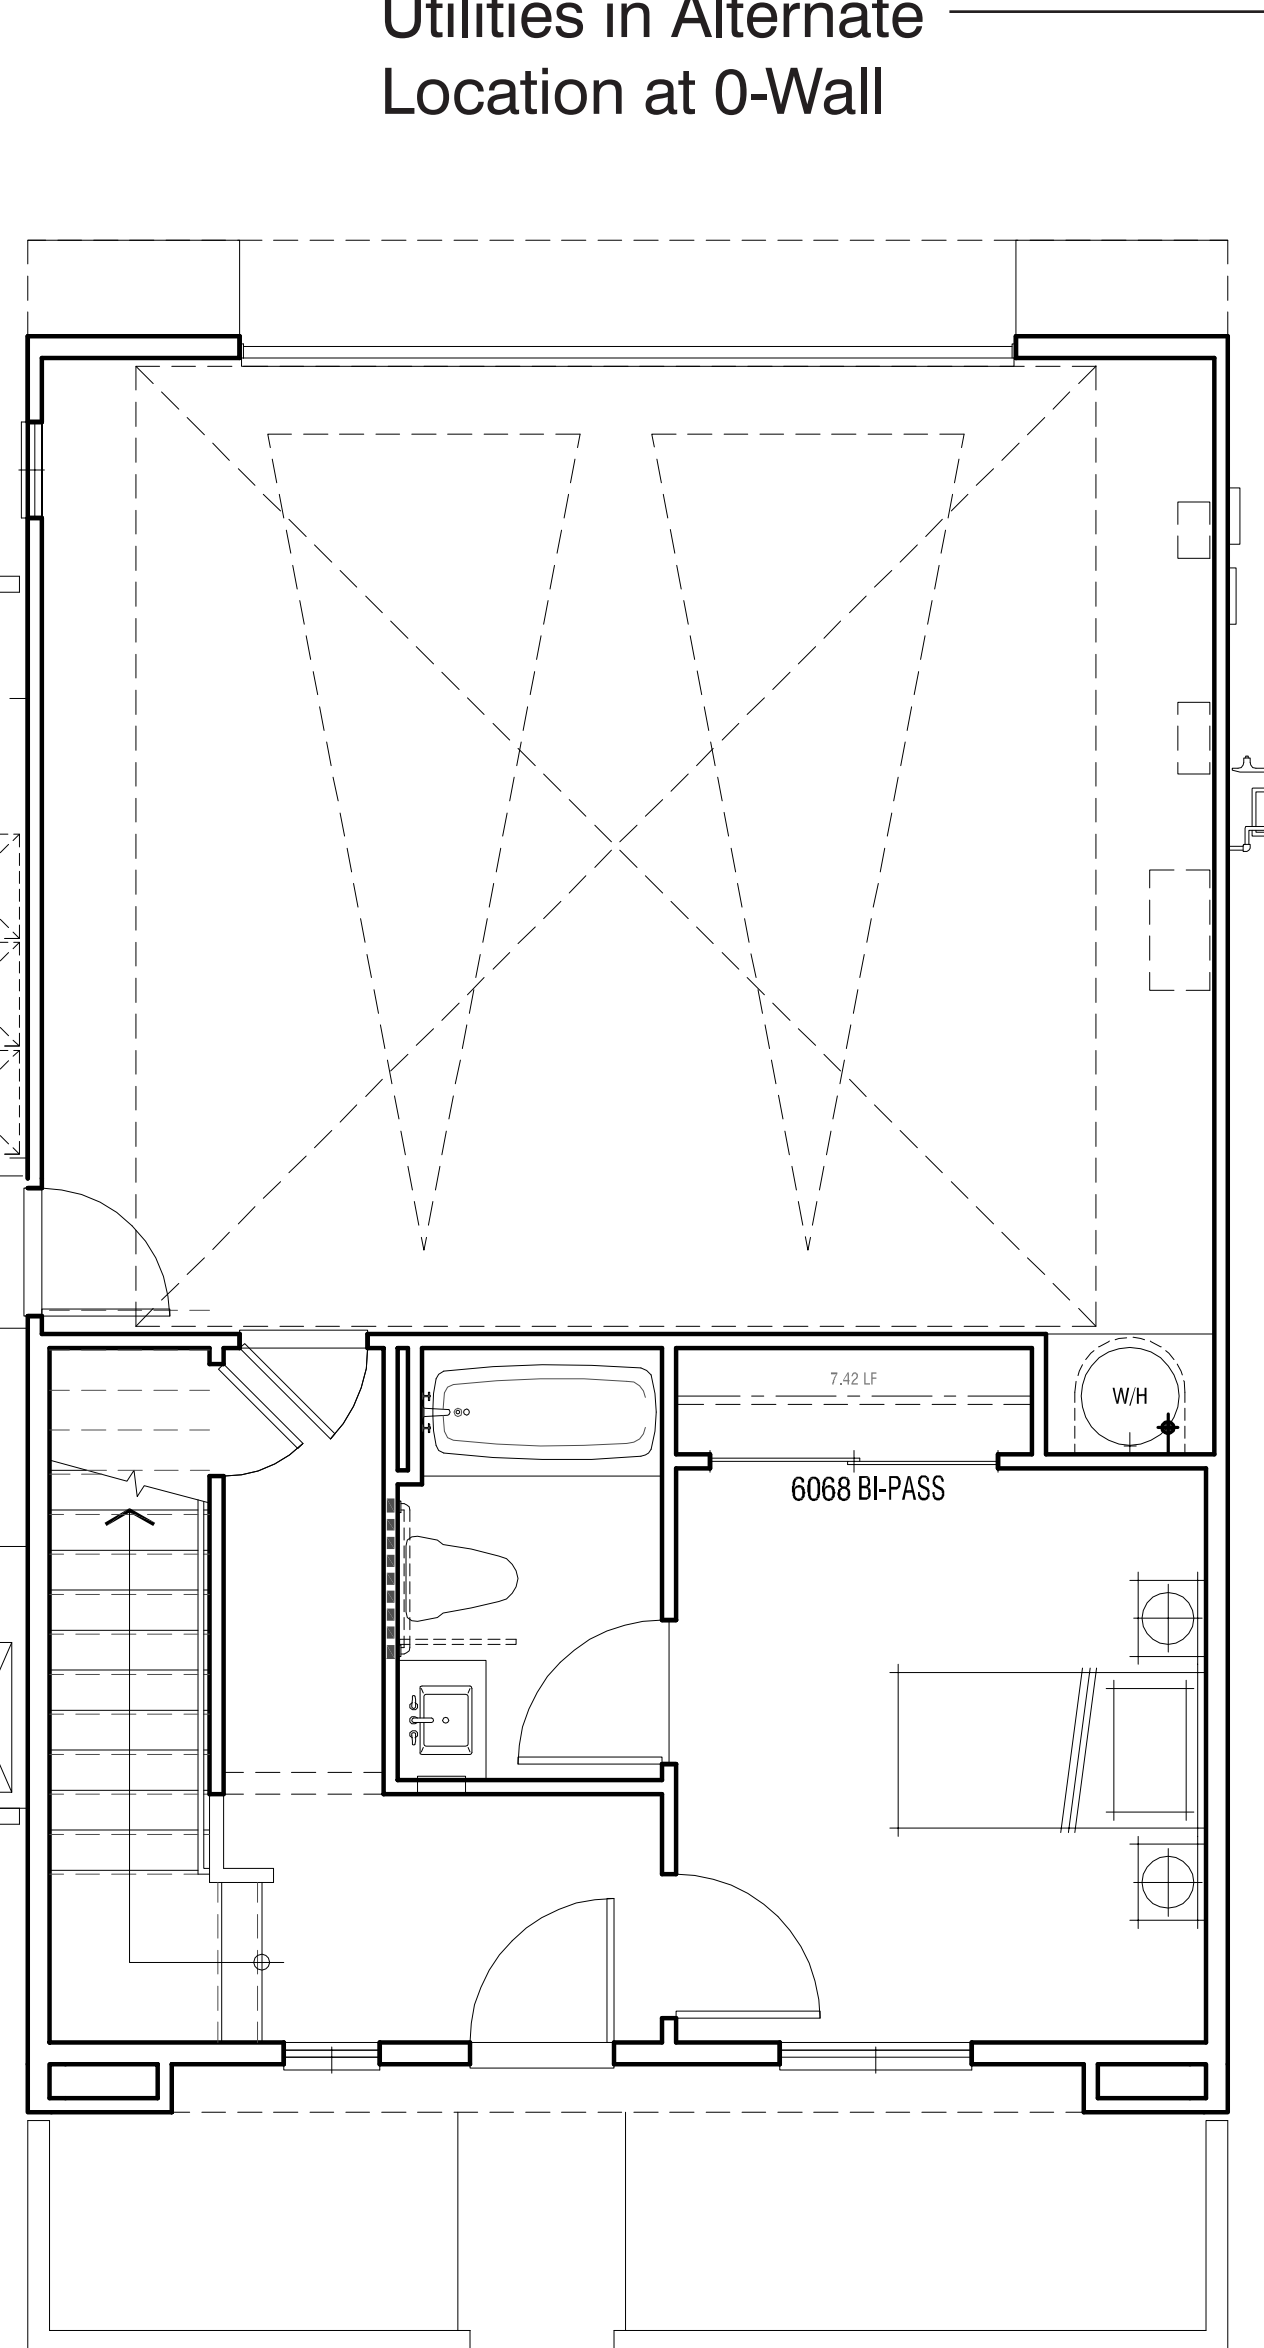 Utilities in Alternate
Location at 0-Wall
7.42 LF
W/H
6068 BI-PASS